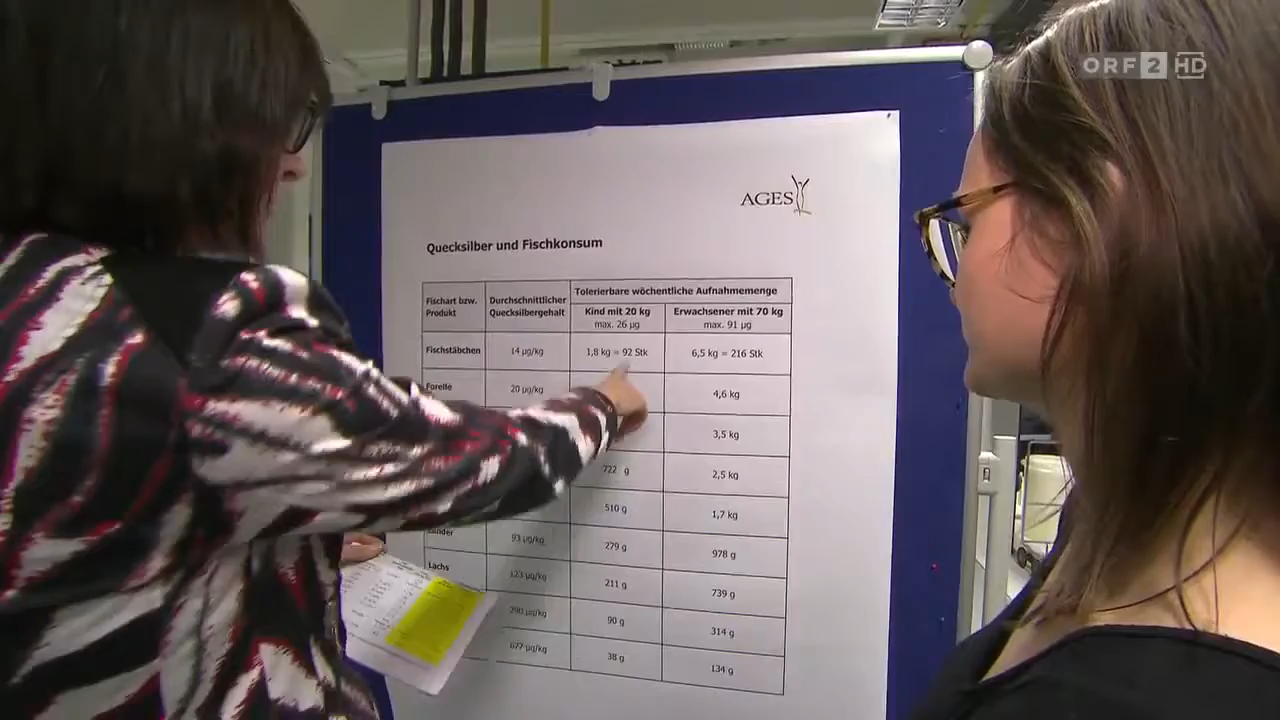 ORF 2 HD
AGES
Quecksilber und Fischkonsum
Fischart bzw. Produkt
Durchschnittlicher Quecksilbergehalt
Tolerierbare wöchentliche Aufnahmemenge
Kind mit 20 kg max. 26 µg
Erwachsener mit 70 kg max. 91 µg
Fischstäbchen 14 µg/kg 1,8 kg = 92 Stk 6,5 kg = 216 Stk
Forelle 20 µg/kg 4,6 kg
3,5 kg
722 g 2,5 kg
510 g 1,7 kg
93 µg/kg 279 g 978 g
Lachs 123 µg/kg 211 g 739 g
290 µg/kg 90 g 314 g
677 µg/kg 38 g 134 g